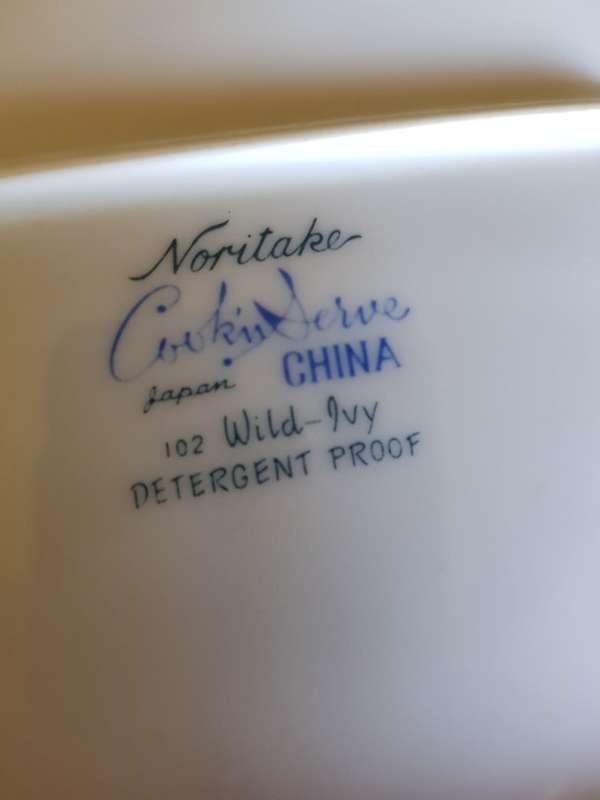 Noritake
Cook'n Serve
Japan CHINA
102 Wild-Ivy
DETERGENT PROOF